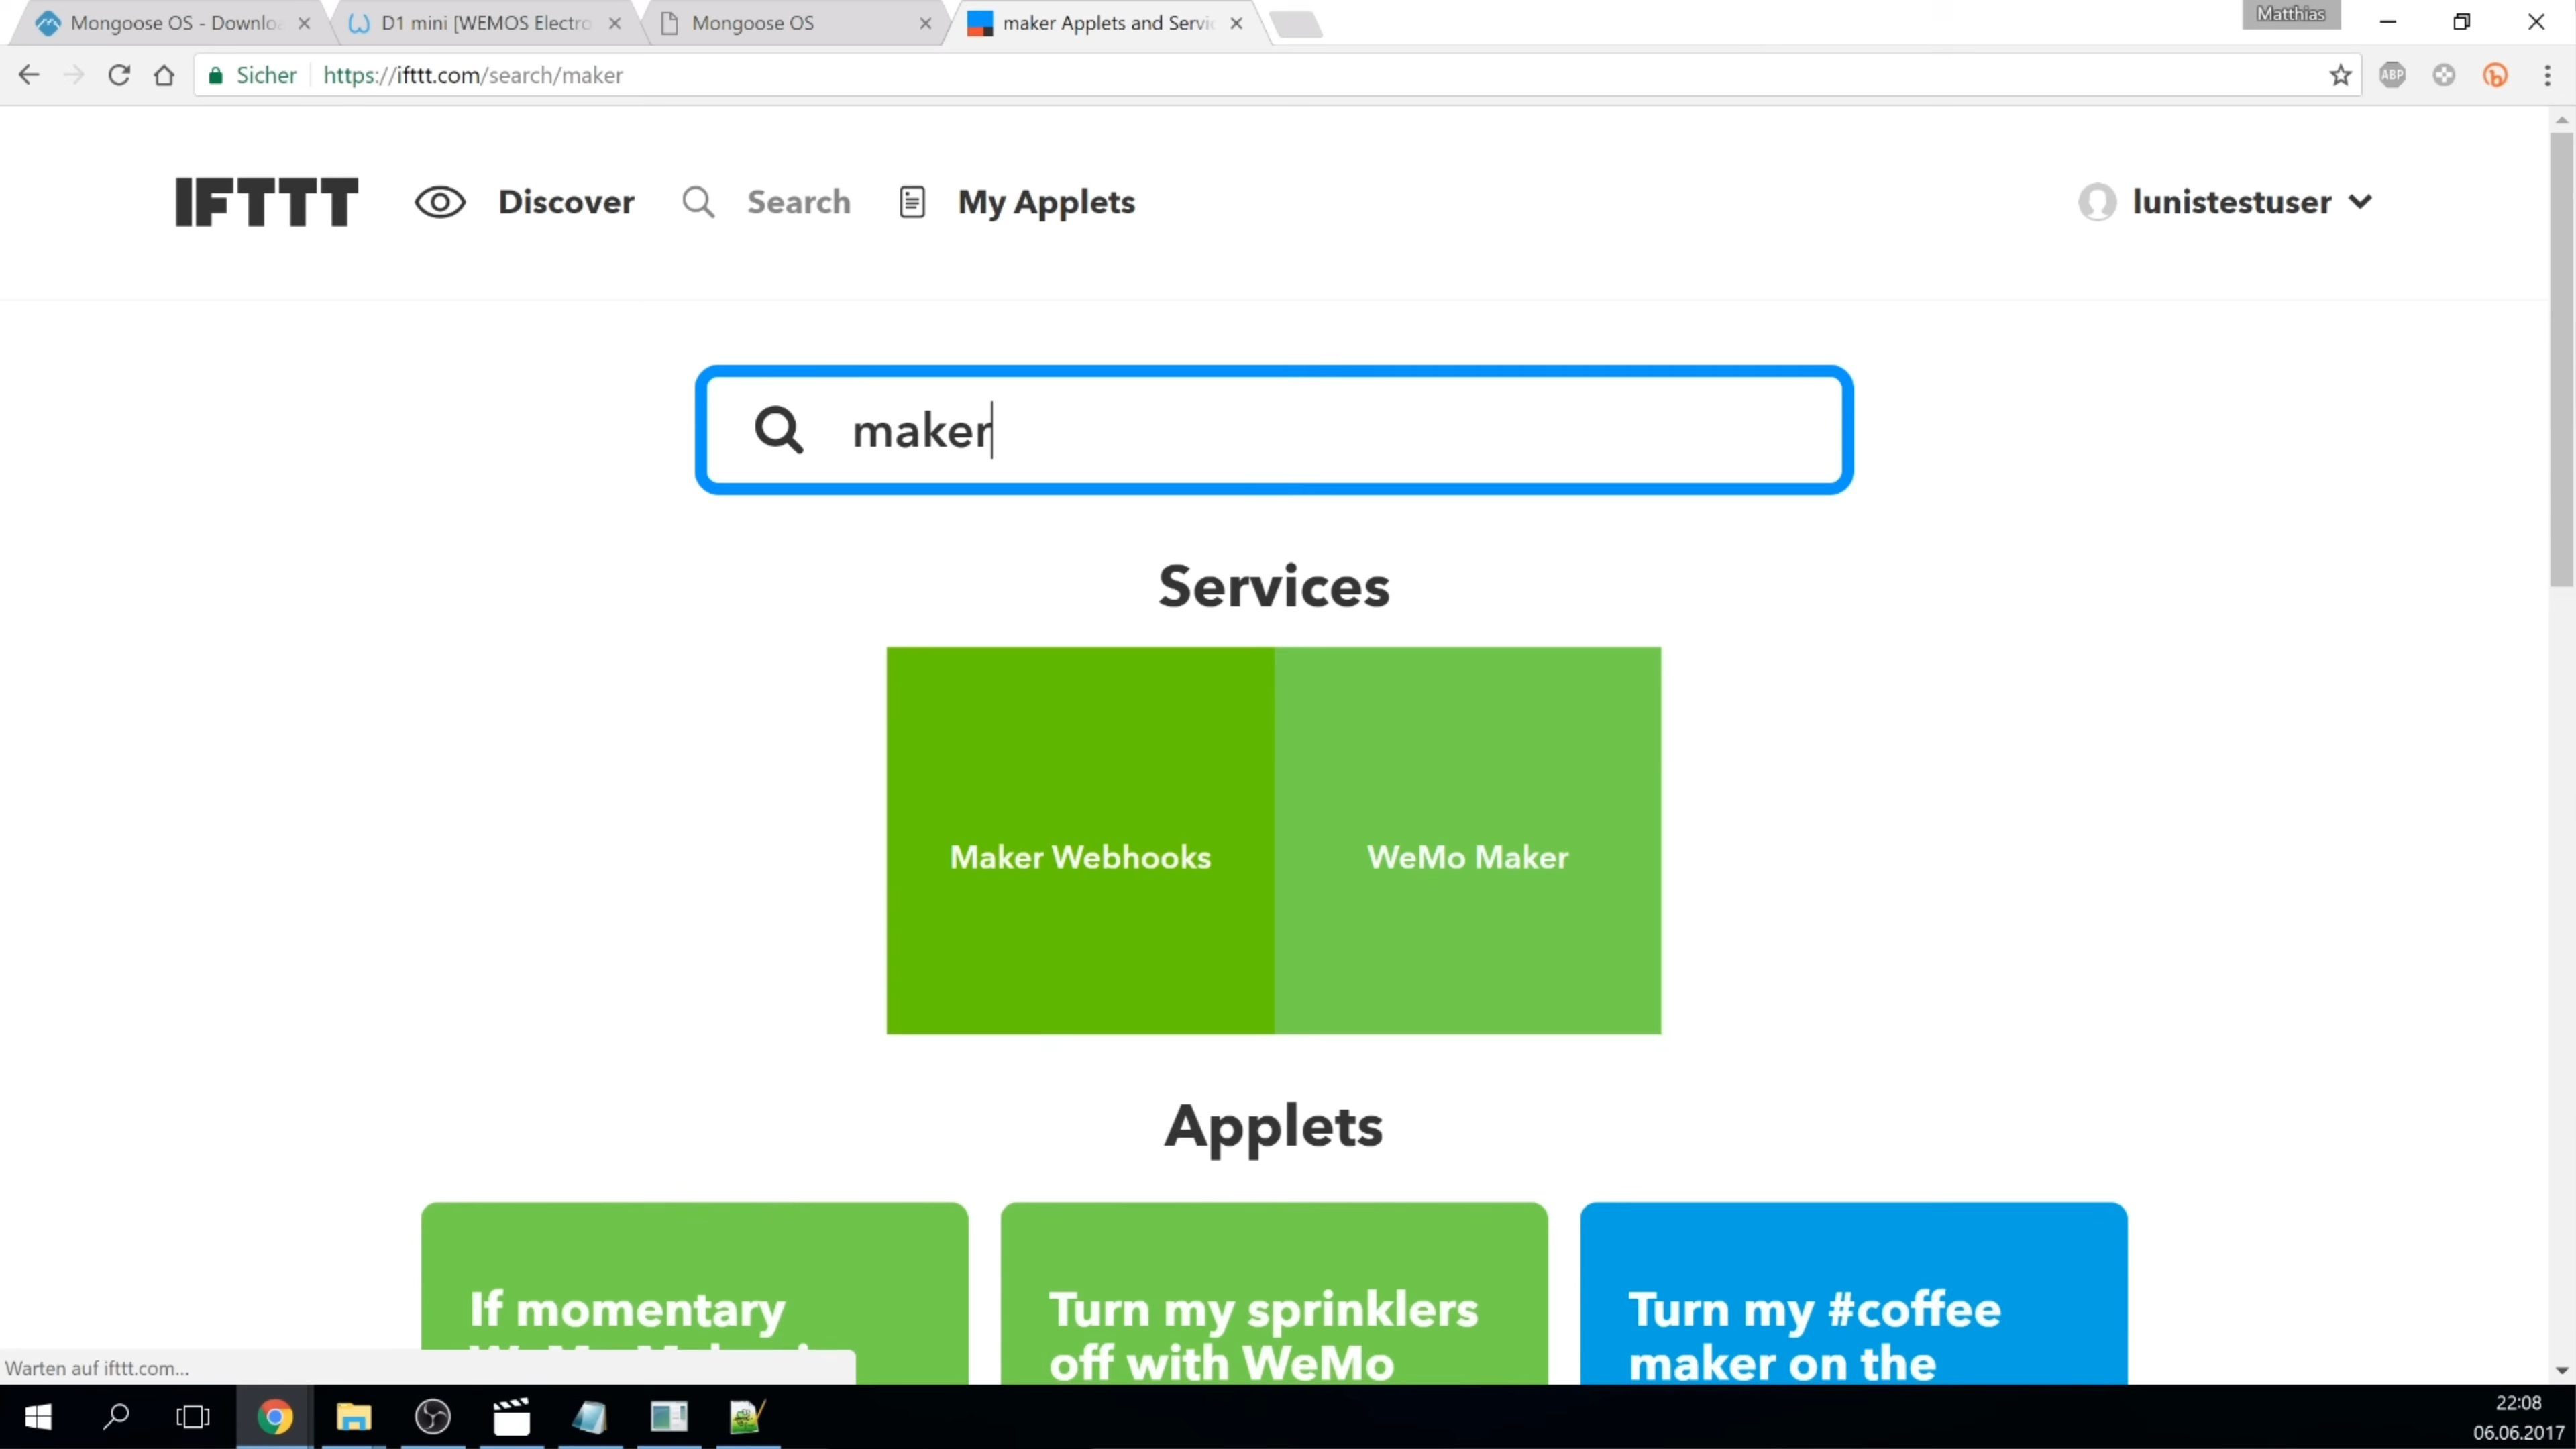 Mongoose OS - Downlo
D1 mini [WEMOS Electro
Mongoose OS
maker Applets and Servi
Matthias
Sicher
https://ifttt.com/search/maker
ABP
IFTTT
Discover
Search
My Applets
lunistestuser
maker
Services
Maker Webhooks
WeMo Maker
Applets
If momentary
Turn my sprinklers
off with WeMo
Turn my #coffee
maker on the
Warten auf ifttt.com...
22:08
06.06.2017